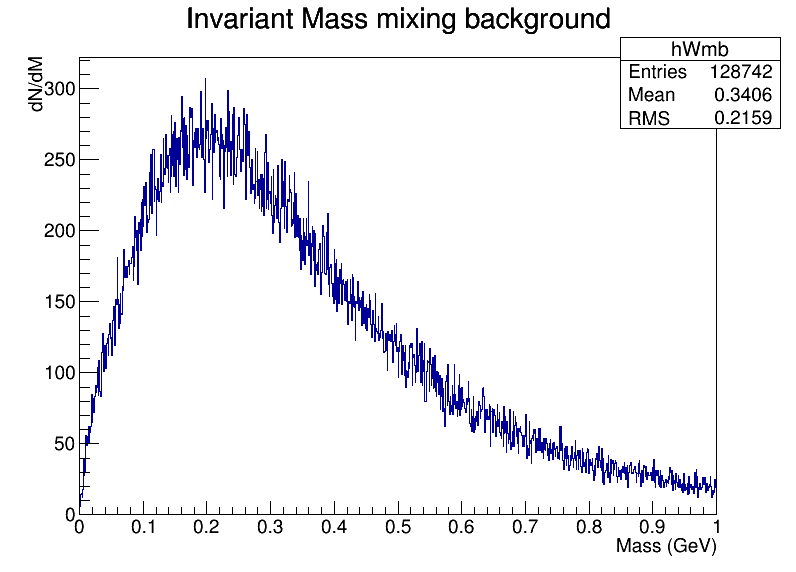 Invariant Mass mixing background
hWmb
Entries 128742
Mean 0.3406
RMS 0.2159
dN/dM
300
250
200
150
100
50
0
0 0.1 0.2 0.3 0.4 0.5 0.6 0.7 0.8 0.9 1
Mass (GeV)